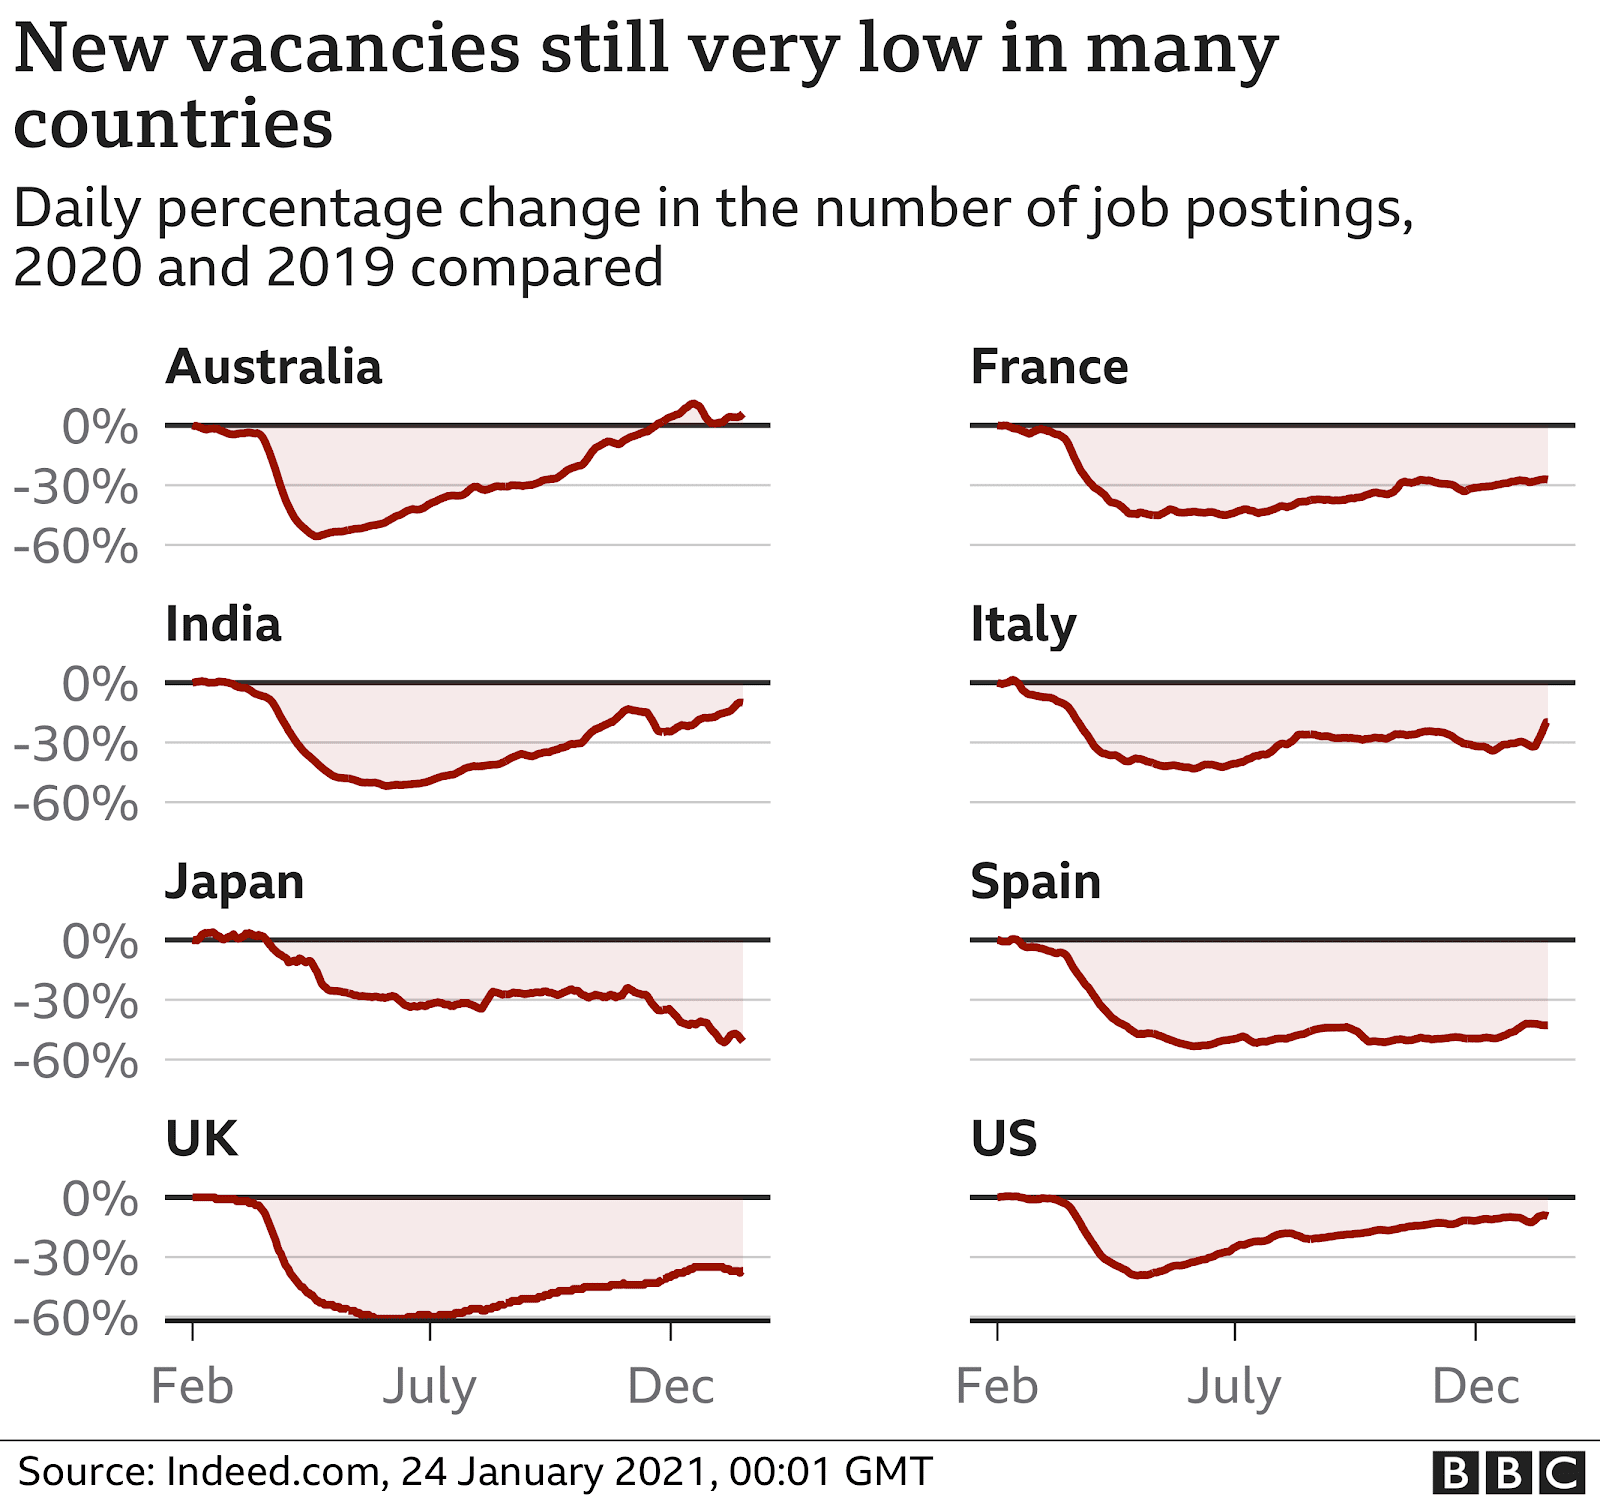 New vacancies still very low in many
countries
Daily percentage change in the number of job postings,
2020 and 2019 compared
Australia
0%
-30%
-60%
France
India
0%
-30%
-60%
Italy
Japan
0%
-30%
-60%
Spain
UK
0%
-30%
-60%
US
Feb July Dec
Feb July Dec
Source: Indeed.com, 24 January 2021, 00:01 GMT
BBC